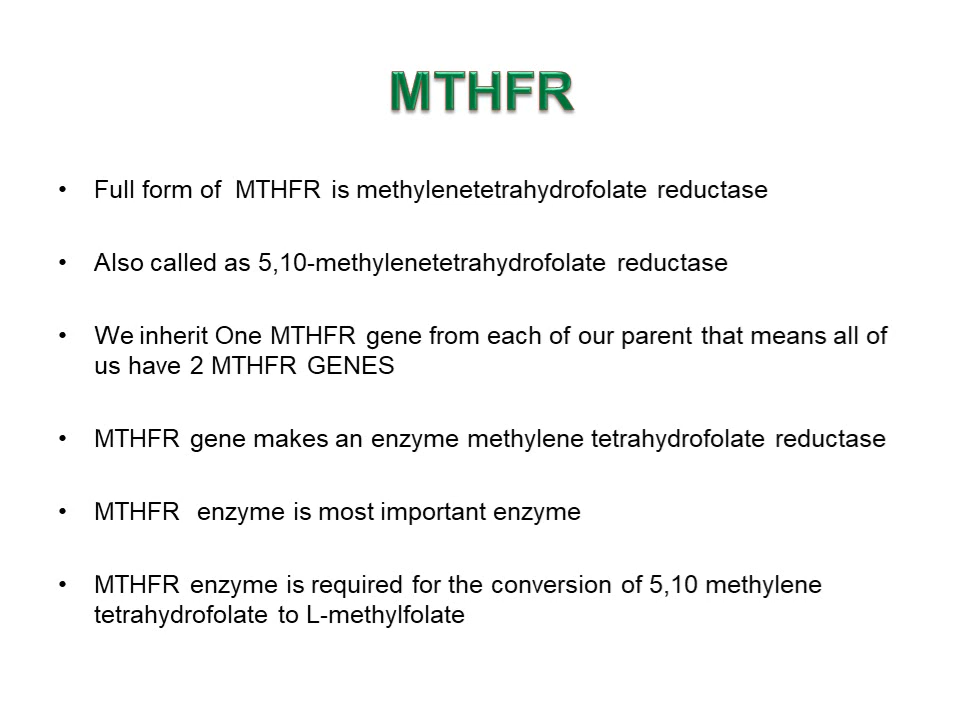 MTHFR
• Full form of  MTHFR is methylenetetrahydrofolate reductase
• Also called as 5,10-methylenetetrahydrofolate reductase
• We inherit One MTHFR gene from each of our parent that means all of
us have 2 MTHFR GENES
• MTHFR gene makes an enzyme methylene tetrahydrofolate reductase
• MTHFR  enzyme is most important enzyme
• MTHFR enzyme is required for the conversion of 5,10 methylene
tetrahydrofolate to L-methylfolate